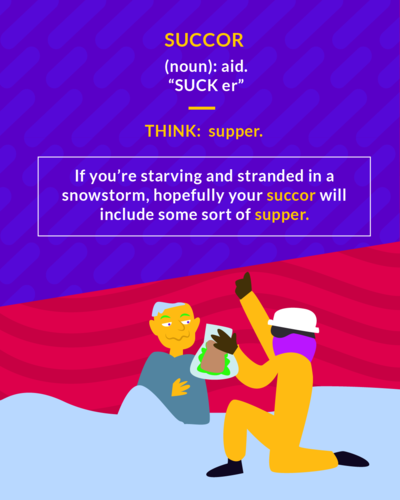 SUCCOR
(noun): aid.
“SUCK er”
THINK: supper.
If you’re starving and stranded in a
snowstorm, hopefully your succor will
include some sort of supper.